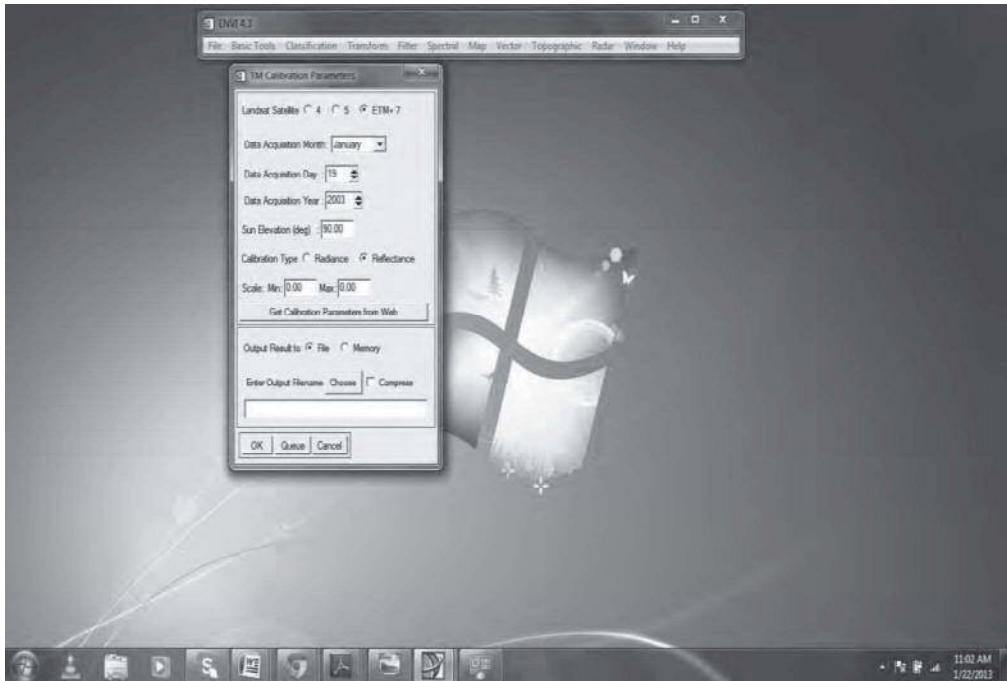 ENVI 4.3
File Basic Tools Classification Transform Filter Spectral Map Vector Topographic Radar Window Help
TM Calibration Parameters
Landsat Satellite 4 5 ETM+ 7
Data Acquisition Month: January
Data Acquisition Day : 19
Data Acquisition Year : 2003
Sun Elevation (deg) : 90.00
Calibration Type Radiance Reflectance
Scale: Min: 0.00 Max: 0.00
Get Calibration Parameters from Web
Output Result to File Memory
Enter Output Filename Choose Compress
OK Queue Cancel
11:02 AM
1/22/2013